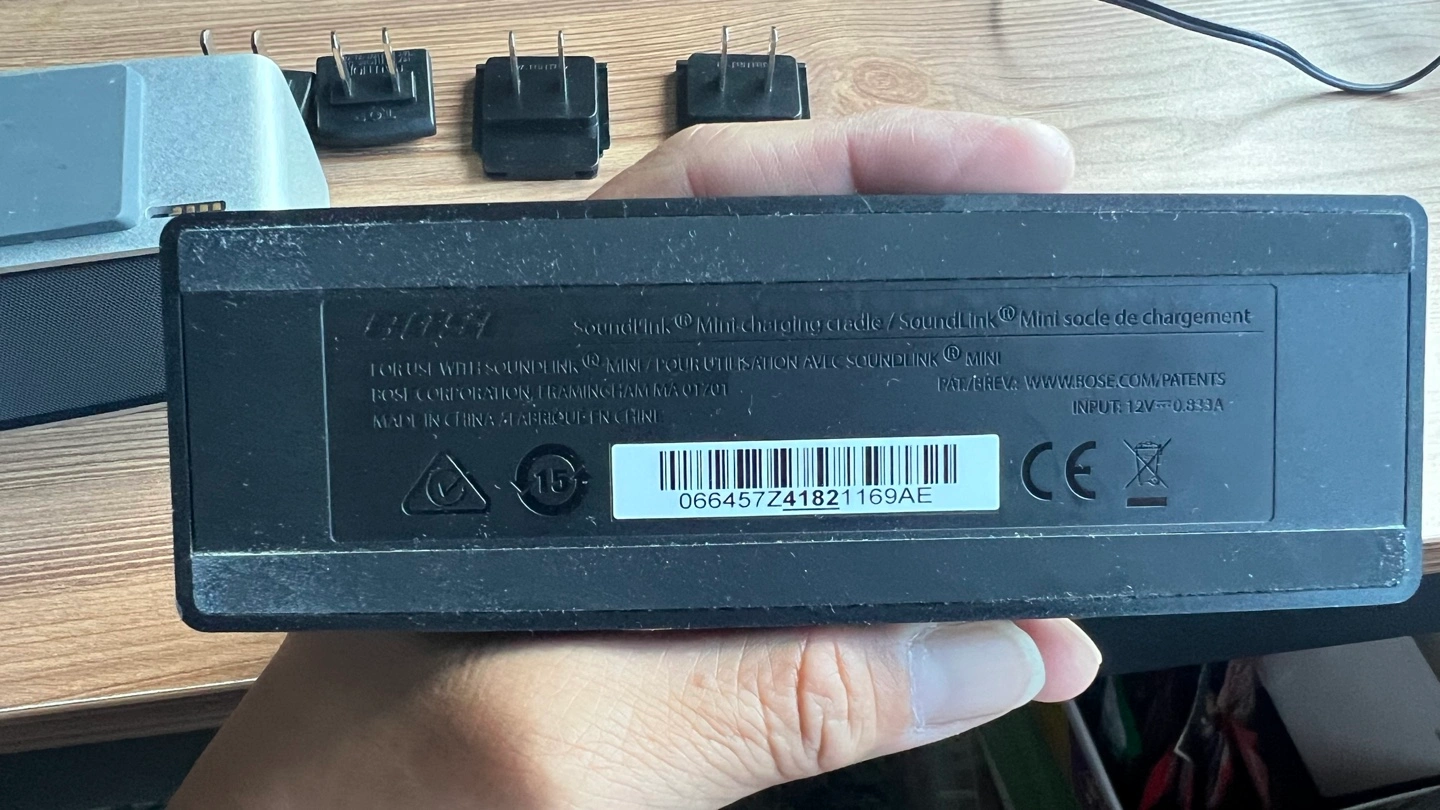 BOSE
SoundLink® Mini charging cradle / SoundLink® Mini socle de chargement
FOR USE WITH SOUNDLINK® MINI / POUR UTILISATION AVEC SOUNDLINK® MINI
BOSE CORPORATION, FRAMINGHAM MA 01701
PAT./BREV.: WWW.BOSE.COM/PATENTS
MADE IN CHINA / FABRIQUÉ EN CHINE
INPUT: 12V⎓0.833A
15
066457Z41821169AE
CE